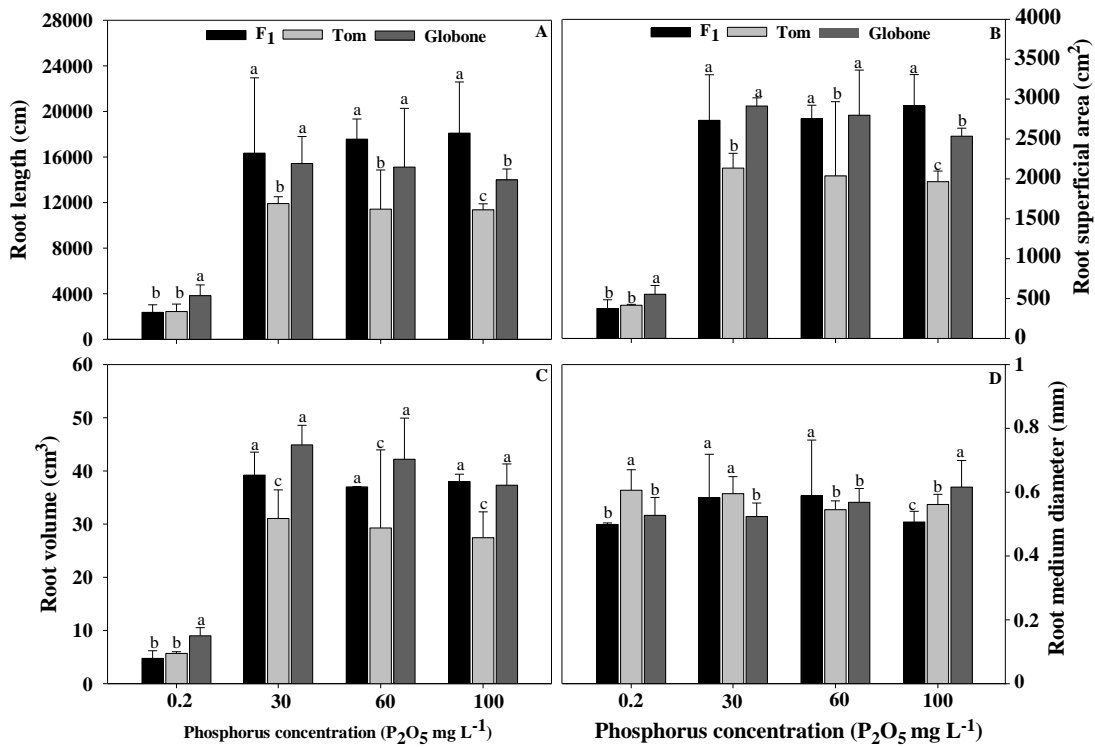 F1 Tom Globone A
28000
24000
20000
16000
12000
8000
4000
0
Root length (cm)
b b a
a b a
a b a
a c b
F1 Tom Globone B
4000
3500
3000
2500
2000
1500
1000
500
0
Root superficial area (cm2)
b b a
a b a
a b a
a c b
C
60
50
40
30
20
10
0
Root volume (cm3)
b b a
a c a
a c a
a c a
0.2 30 60 100
Phosphorus concentration (P2O5 mg L-1)
D
1
0.8
0.6
0.4
0.2
0
Root medium diameter (mm)
b a b
a a b
a b b
c b a
0.2 30 60 100
Phosphorus concentration (P2O5 mg L-1)